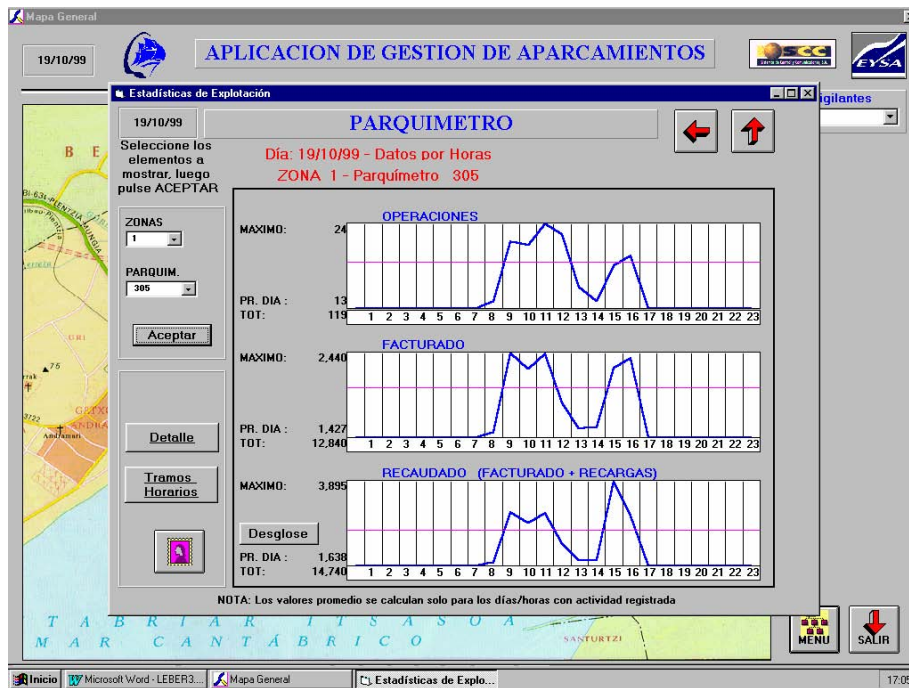 Mapa General
19/10/99
APLICACION DE GESTION DE APARCAMIENTOS
SCC
EYSA
Estadísticas de Explotación
igilantes
19/10/99
PARQUIMETRO
Seleccione los
elementos a
mostrar, luego
pulse ACEPTAR
Día: 19/10/99 - Datos por Horas
ZONA 1 - Parquímetro 305
ZONAS
1
PARQUIM.
305
Aceptar
Detalle
Tramos
Horarios
OPERACIONES
MAXIMO: 24
PR. DIA : 13
TOT: 119
1 2 3 4 5 6 7 8 9 10 11 12 13 14 15 16 17 18 19 20 21 22 23
FACTURADO
MAXIMO: 2,440
PR. DIA : 1,427
TOT: 12,840
1 2 3 4 5 6 7 8 9 10 11 12 13 14 15 16 17 18 19 20 21 22 23
RECAUDADO (FACTURADO + RECARGAS)
MAXIMO: 3,895
Desglose
PR. DIA : 1,638
TOT: 14,740
1 2 3 4 5 6 7 8 9 10 11 12 13 14 15 16 17 18 19 20 21 22 23
NOTA: Los valores promedio se calculan solo para los días/horas con actividad registrada
B E
URI
76
Andramari
T A B R I A R I T S A S O A
M A R C A N T Á B R I C O
SANTURTZI
MENU
SALIR
Inicio
Microsoft Word - LEBER3...
Mapa General
Estadísticas de Explo...
17:05